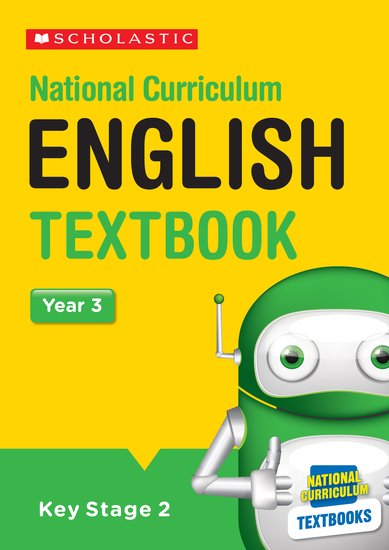 SCHOLASTIC
National Curriculum
ENGLISH
TEXTBOOK
Year 3
Key Stage 2
NATIONAL
CURRICULUM
TEXTBOOKS